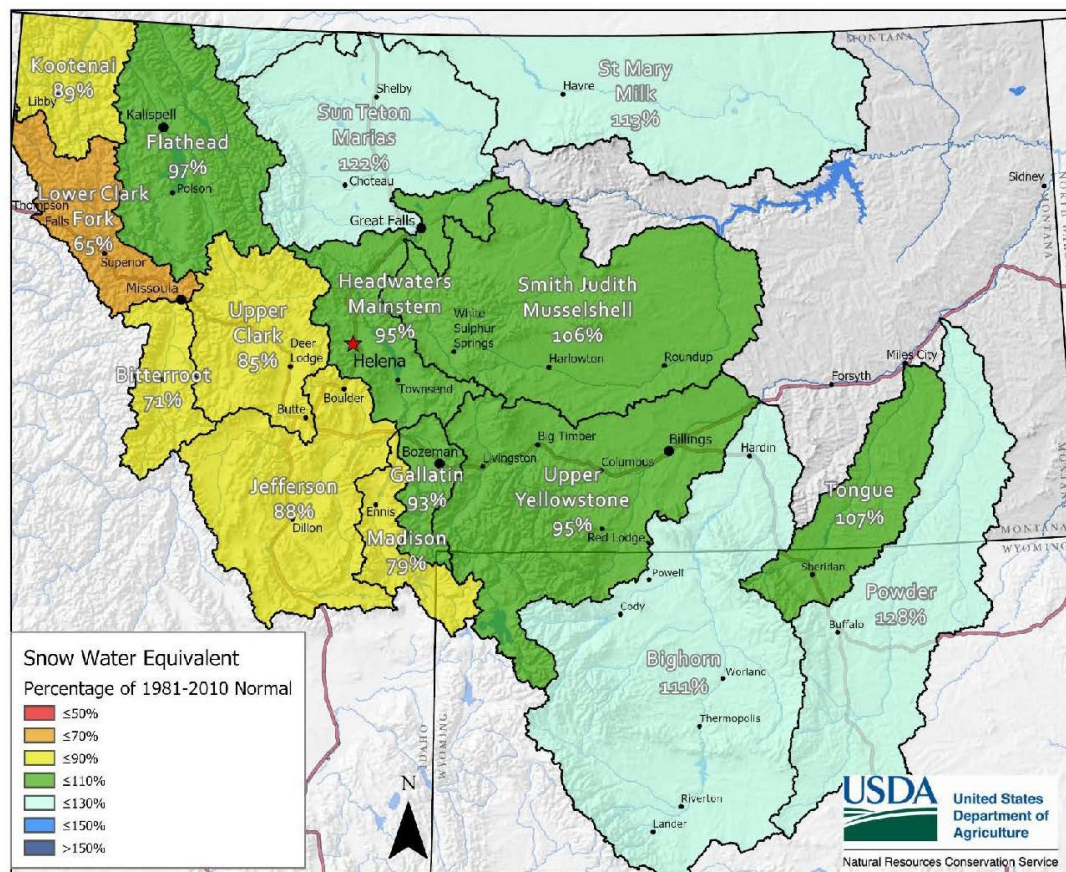 MONTANA
Kootenai
89%
Libby
Kalispell
Flathead
97%
Polson
Shelby
Sun Teton
Marias
122%
Choteau
Great Falls
Havre
St Mary
Milk
113%
Sidney
MONTANA
Lower Clark
Fork
65%
Thompson
Falls
Superior
Missoula
Headwaters
Mainstem
95%
Helena
Townsend
Smith Judith
Musselshell
106%
White
Sulphur
Springs
Harlowton
Roundup
Upper
Clark
85%
Deer
Lodge
Bitterroot
71%
Boulder
Butte
Miles City
Forsyth
Jefferson
88%
Dillon
Bozeman
Gallatin
93%
Ennis
Madison
79%
Livingston
Big Timber
Columbus
Billings
Upper
Yellowstone
95%
Red Lodge
Hardin
Tongue
107%
Sheridan
MONTANA
WYOMING
Powell
Cody
Powder
128%
Buffalo
Bighorn
111%
Worland
Thermopolis
Riverton
Lander
IDAHO
WYOMING
N
Snow Water Equivalent
Percentage of 1981-2010 Normal
≤50%
≤70%
≤90%
≤110%
≤130%
≤150%
>150%
USDA
United States
Department of
Agriculture
Natural Resources Conservation Service